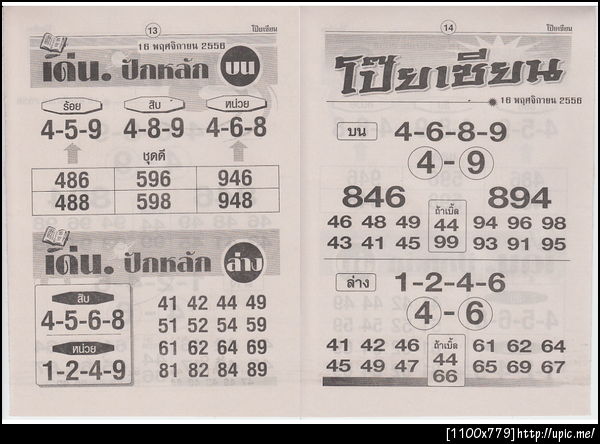 13
โป๊ยเซียน
16 พฤศจิกายน 2556
เด่น. ปักหลัก บน
ร้อย สิบ หน่วย
4-5-9 4-8-9 4-6-8
ชุดดี
486 596 946
488 598 948
เด่น. ปักหลัก ล่าง
สิบ
4-5-6-8
หน่วย
1-2-4-9
41 42 44 49
51 52 54 59
61 62 64 69
81 82 84 89
14
โป๊ยเซียน
โป๊ยเซียน
16 พฤศจิกายน 2556
บน 4-6-8-9
4-9
846 894
46 48 49 ถ้าเบิ้ล 44 94 96 98
43 41 45 99 93 91 95
ล่าง 1-2-4-6
4-6
41 42 46 ถ้าเบิ้ล 44 61 62 64
45 49 47 66 65 69 67
[1100x779]http://upic.me/